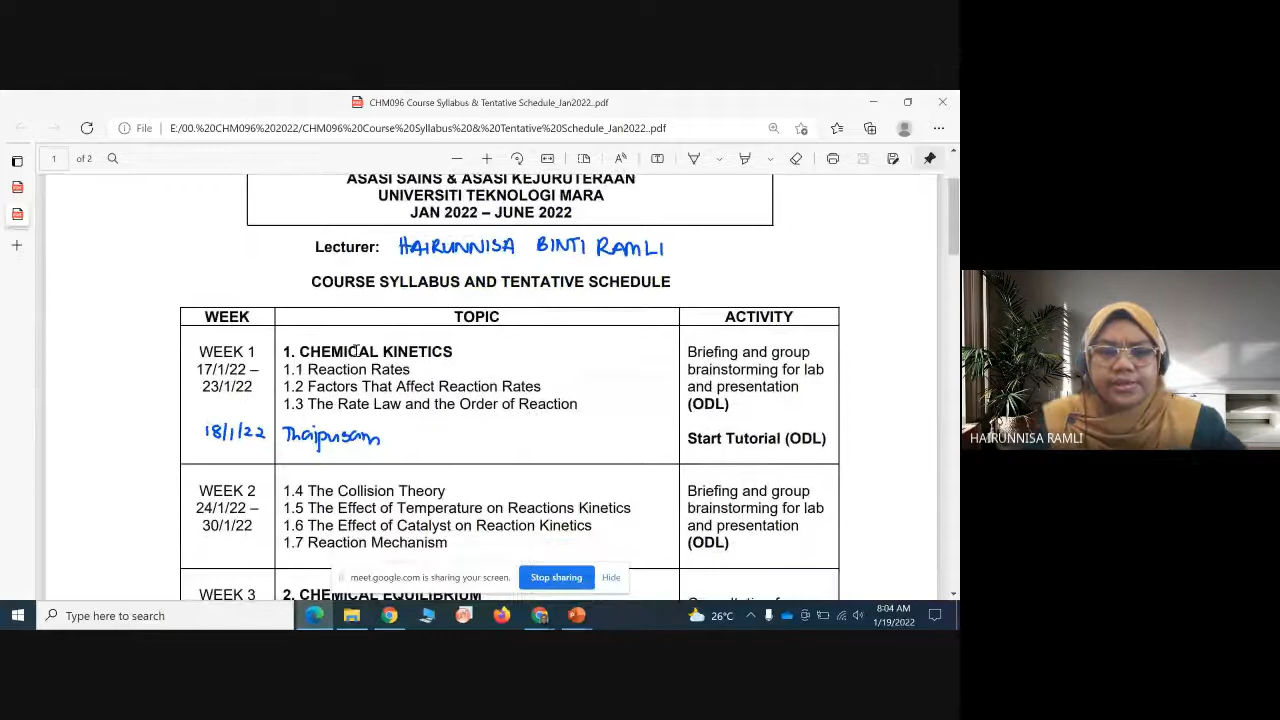 CHM096 Course Syllabus & Tentative Schedule_Jan2022..pdf
File
E:/00.%20CHM096%202022/CHM096%20Course%20Syllabus%20&%20Tentative%20Schedule_Jan2022..pdf
1 of 2
ASASI SAINS & ASASI KEJURUTERAAN
UNIVERSITI TEKNOLOGI MARA
JAN 2022 – JUNE 2022
Lecturer: HAIRUNNISA BINTI RAMLI
COURSE SYLLABUS AND TENTATIVE SCHEDULE
WEEK TOPIC ACTIVITY
WEEK 1
17/1/22 –
23/1/22
18/1/22
1. CHEMICAL KINETICS
1.1 Reaction Rates
1.2 Factors That Affect Reaction Rates
1.3 The Rate Law and the Order of Reaction
Thaipusam
Briefing and group
brainstorming for lab
and presentation
(ODL)
Start Tutorial (ODL)
WEEK 2
24/1/22 –
30/1/22
1.4 The Collision Theory
1.5 The Effect of Temperature on Reactions Kinetics
1.6 The Effect of Catalyst on Reaction Kinetics
1.7 Reaction Mechanism
Briefing and group
brainstorming for lab
and presentation
(ODL)
WEEK 3
2. CHEMICAL EQUILIBRIUM
meet.google.com is sharing your screen. Stop sharing Hide
Type here to search
26°C
8:04 AM
1/19/2022
HAIRUNNISA RAMLI